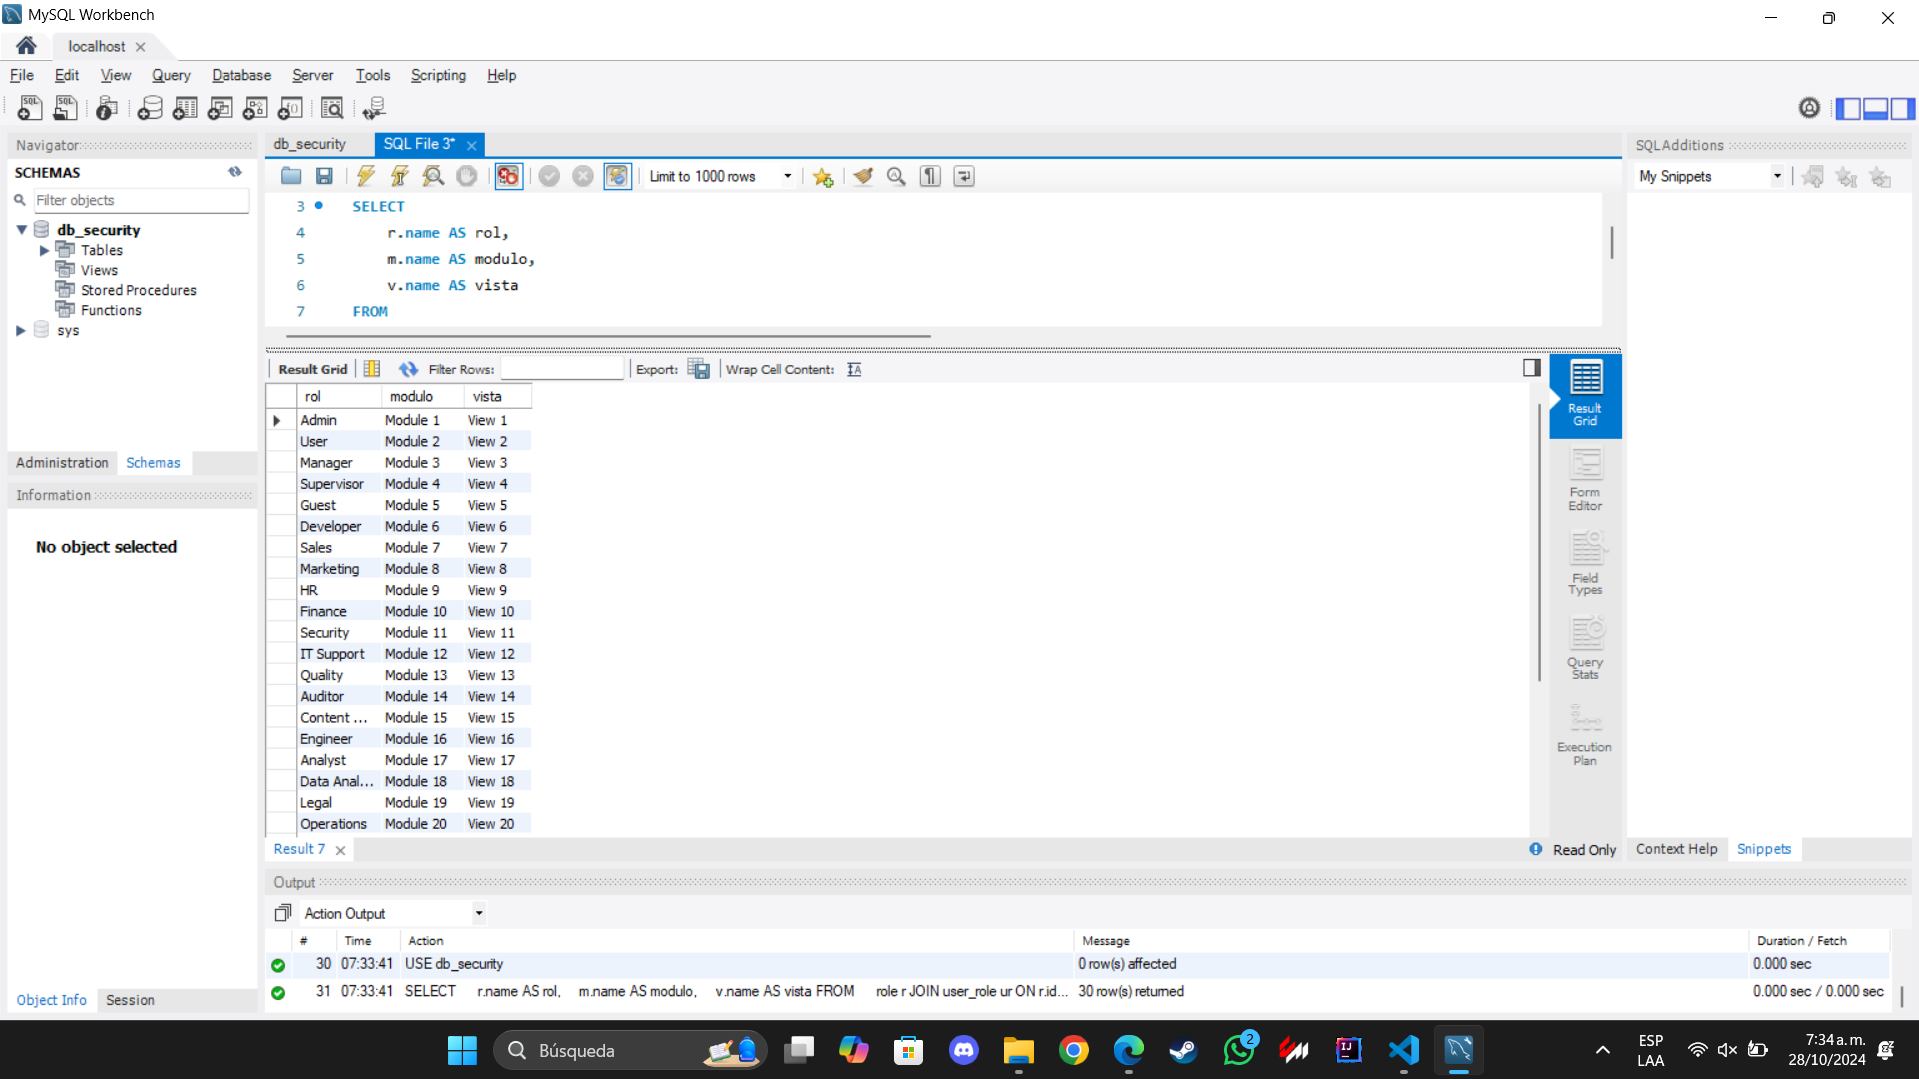 MySQL Workbench
localhost
File Edit View Query Database Server Tools Scripting Help
Navigator
SCHEMAS
Filter objects
db_security
Tables
Views
Stored Procedures
Functions
sys
Administration Schemas
Information
No object selected
Object Info Session
db_security SQL File 3*
Limit to 1000 rows
3 SELECT
4 r.name AS rol,
5 m.name AS modulo,
6 v.name AS vista
7 FROM
Result Grid Filter Rows: Export: Wrap Cell Content:
rol modulo vista
Admin Module 1 View 1
User Module 2 View 2
Manager Module 3 View 3
Supervisor Module 4 View 4
Guest Module 5 View 5
Developer Module 6 View 6
Sales Module 7 View 7
Marketing Module 8 View 8
HR Module 9 View 9
Finance Module 10 View 10
Security Module 11 View 11
IT Support Module 12 View 12
Quality Module 13 View 13
Auditor Module 14 View 14
Content ... Module 15 View 15
Engineer Module 16 View 16
Analyst Module 17 View 17
Data Anal... Module 18 View 18
Legal Module 19 View 19
Operations Module 20 View 20
Result Grid
Form Editor
Field Types
Query Stats
Execution Plan
Result 7
Read Only
SQLAdditions
My Snippets
Context Help Snippets
Output
Action Output
# Time Action Message Duration / Fetch
30 07:33:41 USE db_security 0 row(s) affected 0.000 sec
31 07:33:41 SELECT r.name AS rol, m.name AS modulo, v.name AS vista FROM role r JOIN user_role ur ON r.id... 30 row(s) returned 0.000 sec / 0.000 sec
Búsqueda
2
IJ
ESP
LAA
7:34 a. m.
28/10/2024